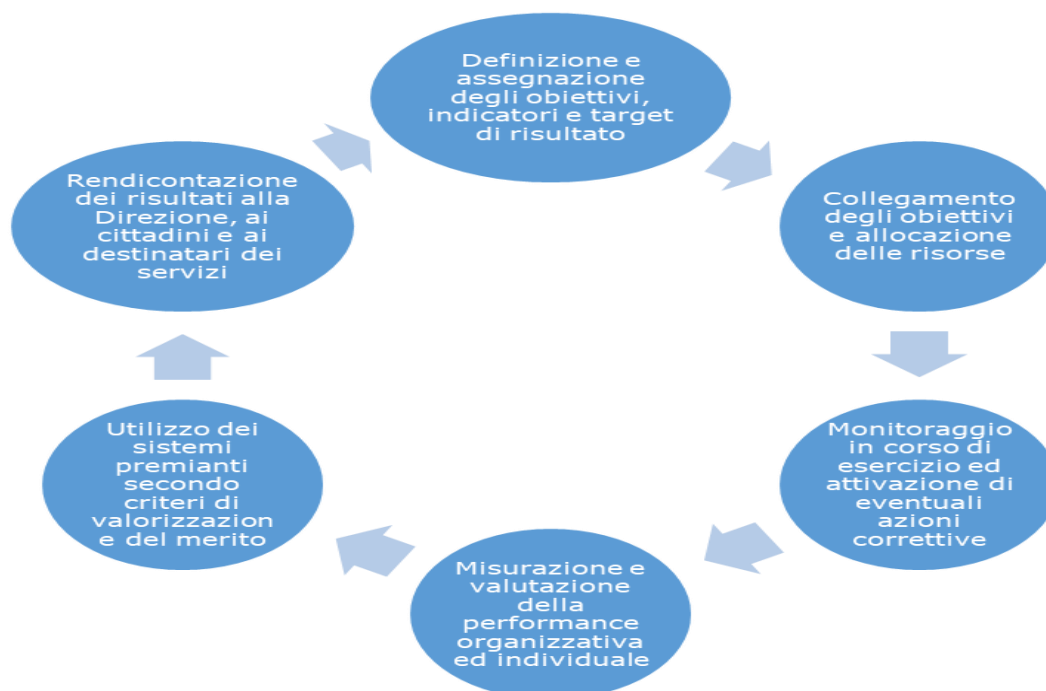 Definizione e
assegnazione
degli obiettivi,
indicatori e target
di risultato
Collegamento
degli obiettivi
e allocazione
delle risorse
Monitoraggio
in corso di
esercizio ed
attivazione di
eventuali
azioni
correttive
Misurazione e
valutazione
della
performance
organizzativa
ed individuale
Utilizzo dei
sistemi
premianti
secondo
criteri di
valorizzazion
e del merito
Rendicontazione
dei risultati alla
Direzione, ai
cittadini e ai
destinatari dei
servizi